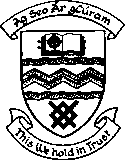 Ag Seo Ár gCúram
This We hold in Trust